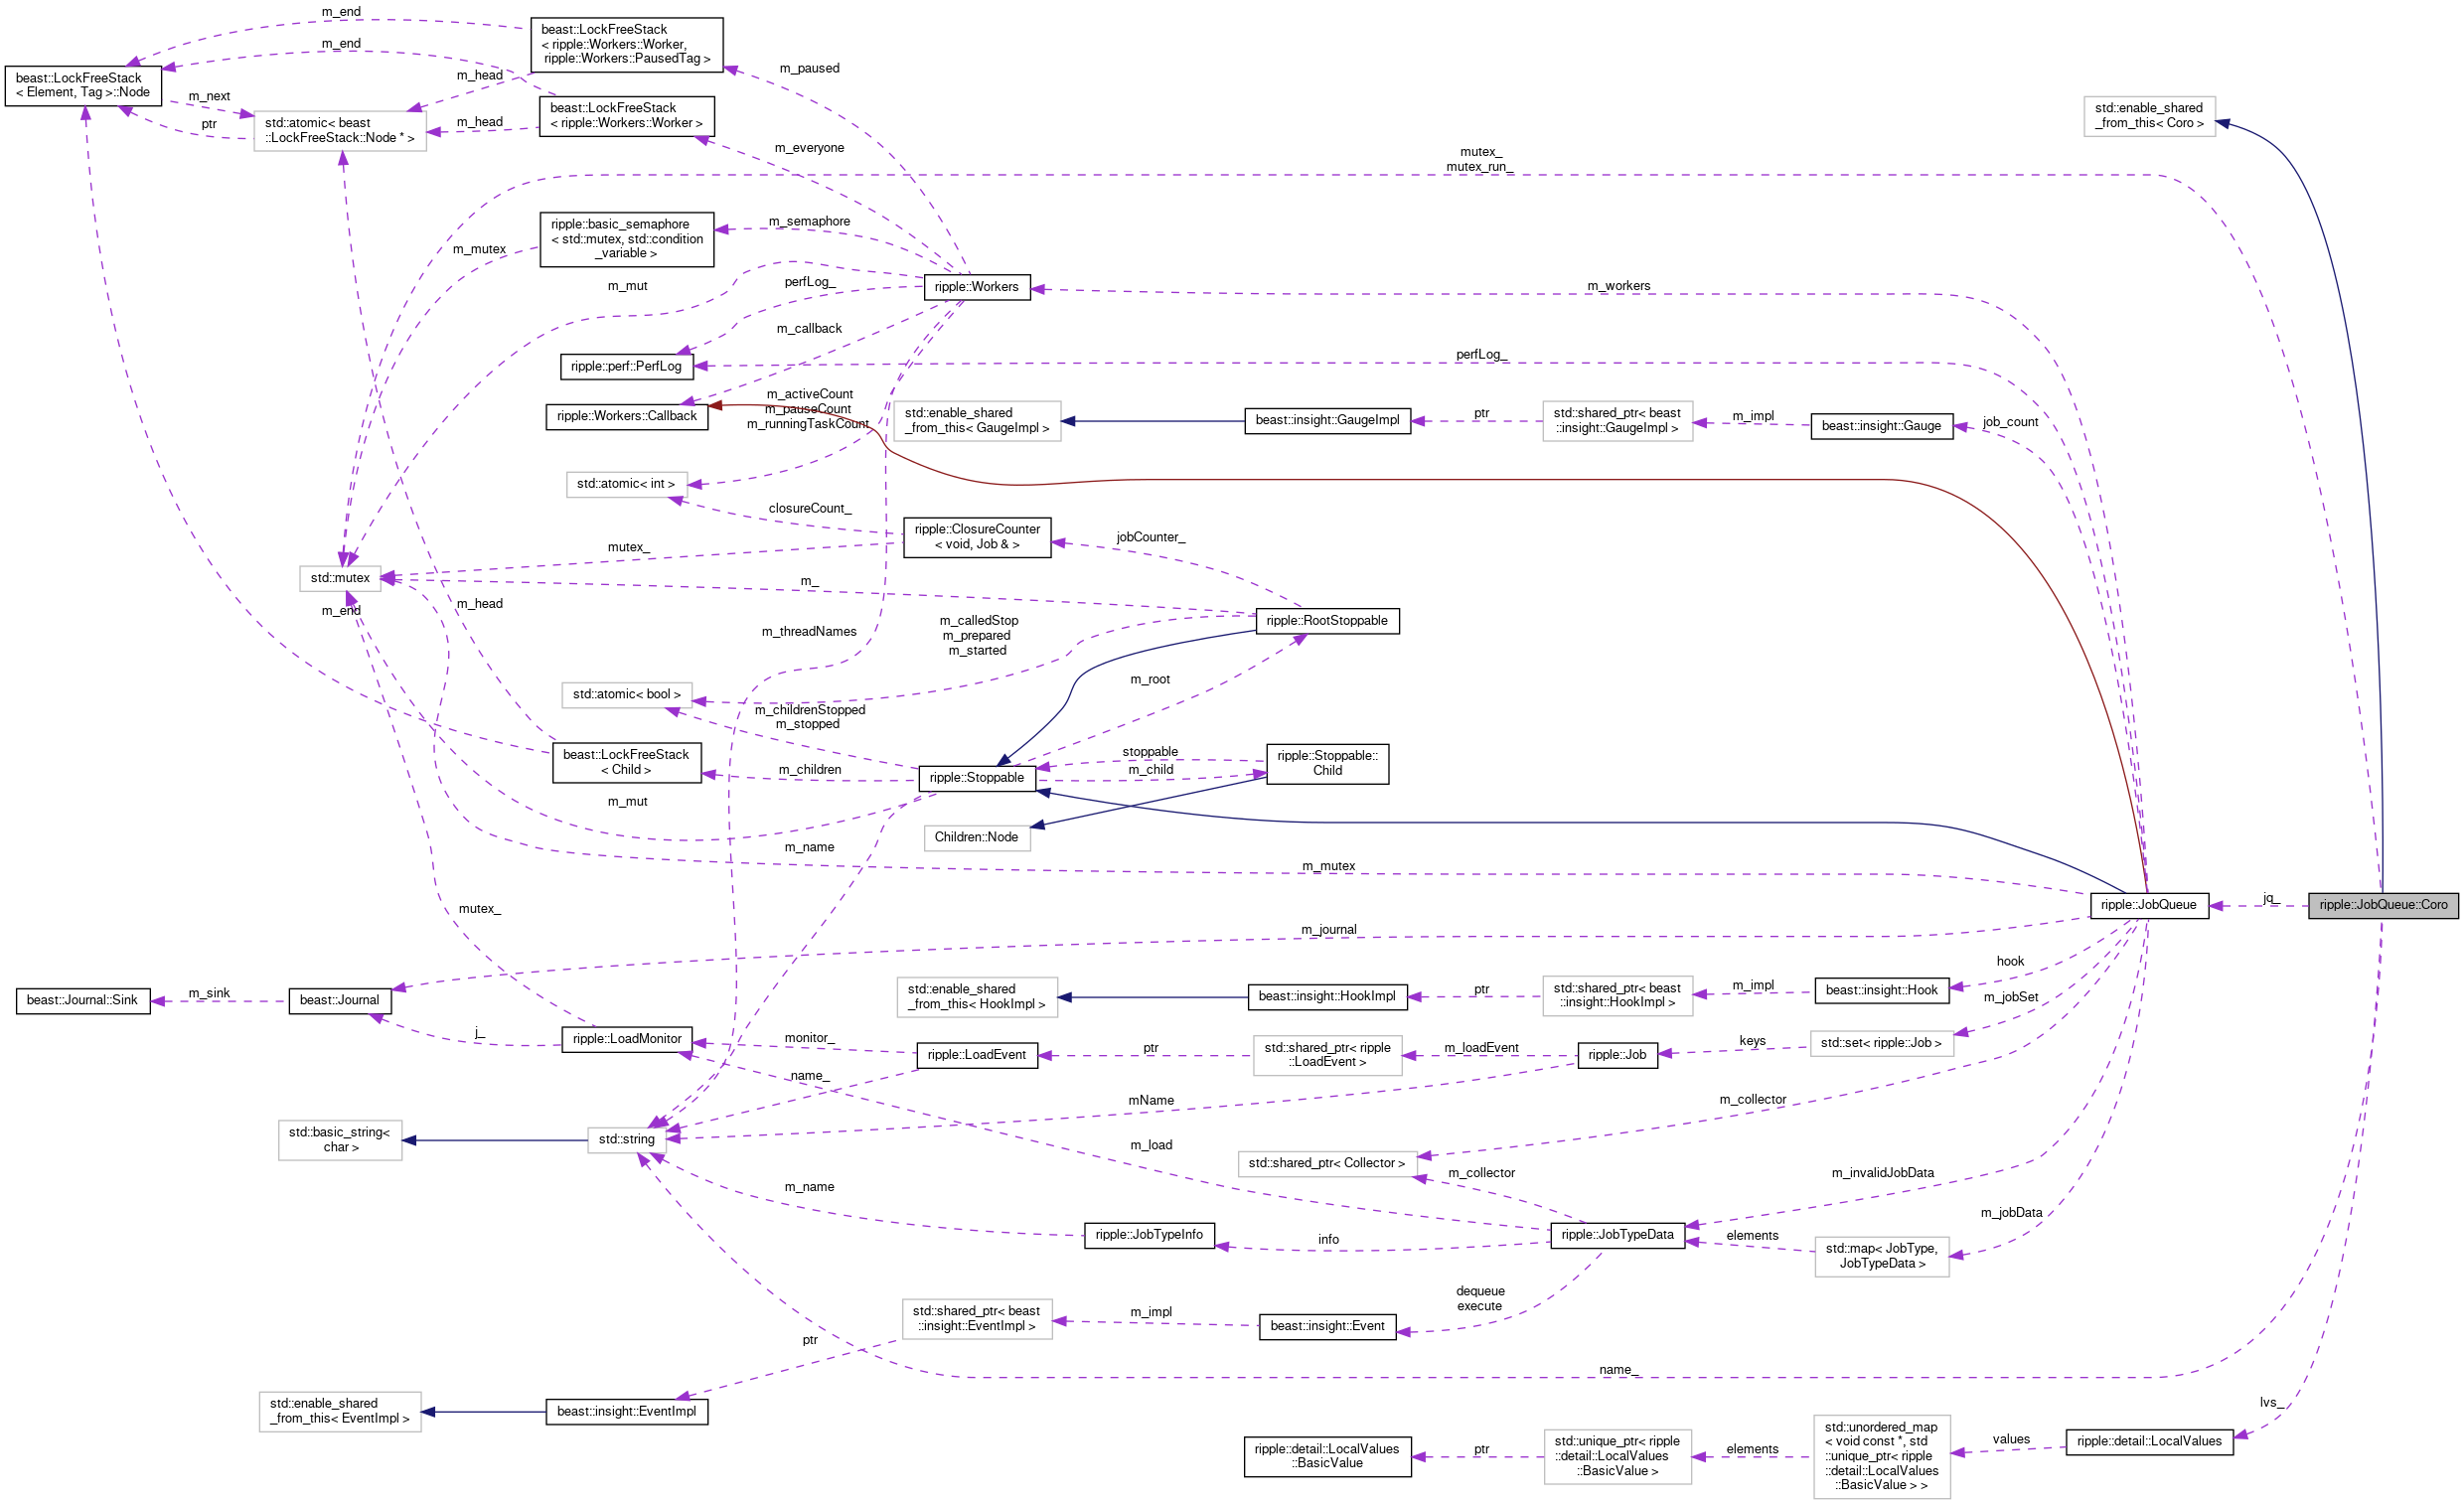 m_end
beast::LockFreeStack
< ripple::Workers::Worker,
ripple::Workers::PausedTag >
m_end
m_paused
beast::LockFreeStack
< Element, Tag >::Node
m_head
m_next
ptr
std::atomic< beast
::LockFreeStack::Node * >
m_head
beast::LockFreeStack
< ripple::Workers::Worker >
std::enable_shared
_from_this< Coro >
m_everyone
mutex_
mutex_run_
ripple::basic_semaphore
< std::mutex, std::condition
_variable >
m_semaphore
m_mutex
m_mut
perfLog_
ripple::Workers
m_workers
m_callback
ripple::perf::PerfLog
perfLog_
m_activeCount
m_pauseCount
m_runningTaskCount
ripple::Workers::Callback
std::enable_shared
_from_this< GaugeImpl >
beast::insight::GaugeImpl
ptr
std::shared_ptr< beast
::insight::GaugeImpl >
m_impl
beast::insight::Gauge
job_count
std::atomic< int >
closureCount_
ripple::ClosureCounter
< void, Job & >
jobCounter_
mutex_
std::mutex
m_
m_end
m_head
m_threadNames
m_calledStop
m_prepared
m_started
ripple::RootStoppable
m_root
std::atomic< bool >
m_childrenStopped
m_stopped
beast::LockFreeStack
< Child >
m_children
ripple::Stoppable
stoppable
m_child
ripple::Stoppable::
Child
m_mut
Children::Node
m_name
m_mutex
mutex_
ripple::JobQueue
jq_
ripple::JobQueue::Coro
m_journal
beast::Journal::Sink
m_sink
beast::Journal
j_
std::enable_shared
_from_this< HookImpl >
beast::insight::HookImpl
ptr
std::shared_ptr< beast
::insight::HookImpl >
m_impl
beast::insight::Hook
hook
m_jobSet
ripple::LoadMonitor
monitor_
ripple::LoadEvent
ptr
std::shared_ptr< ripple
::LoadEvent >
m_loadEvent
ripple::Job
keys
std::set< ripple::Job >
name_
mName
m_collector
std::basic_string<
char >
std::string
m_load
std::shared_ptr< Collector >
m_collector
m_invalidJobData
m_name
m_jobData
ripple::JobTypeInfo
info
ripple::JobTypeData
elements
std::map< JobType,
JobTypeData >
dequeue
execute
std::shared_ptr< beast
::insight::EventImpl >
m_impl
beast::insight::Event
ptr
name_
std::enable_shared
_from_this< EventImpl >
beast::insight::EventImpl
lvs_
ripple::detail::LocalValues
::BasicValue
ptr
std::unique_ptr< ripple
::detail::LocalValues
::BasicValue >
elements
std::unordered_map
< void const *, std
::unique_ptr< ripple
::detail::LocalValues
::BasicValue > >
values
ripple::detail::LocalValues